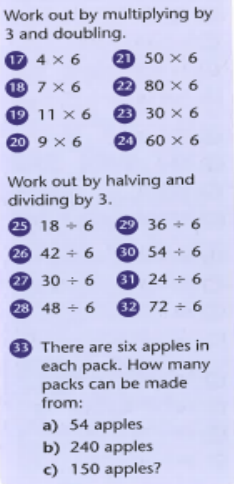 Work out by multiplying by
3 and doubling.
17 4 × 6 21 50 × 6
18 7 × 6 22 80 × 6
19 11 × 6 23 30 × 6
20 9 × 6 24 60 × 6
Work out by halving and
dividing by 3.
25 18 ÷ 6 29 36 ÷ 6
26 42 ÷ 6 30 54 ÷ 6
27 30 ÷ 6 31 24 ÷ 6
28 48 ÷ 6 32 72 ÷ 6
33 There are six apples in
each pack. How many
packs can be made
from:
a) 54 apples
b) 240 apples
c) 150 apples?